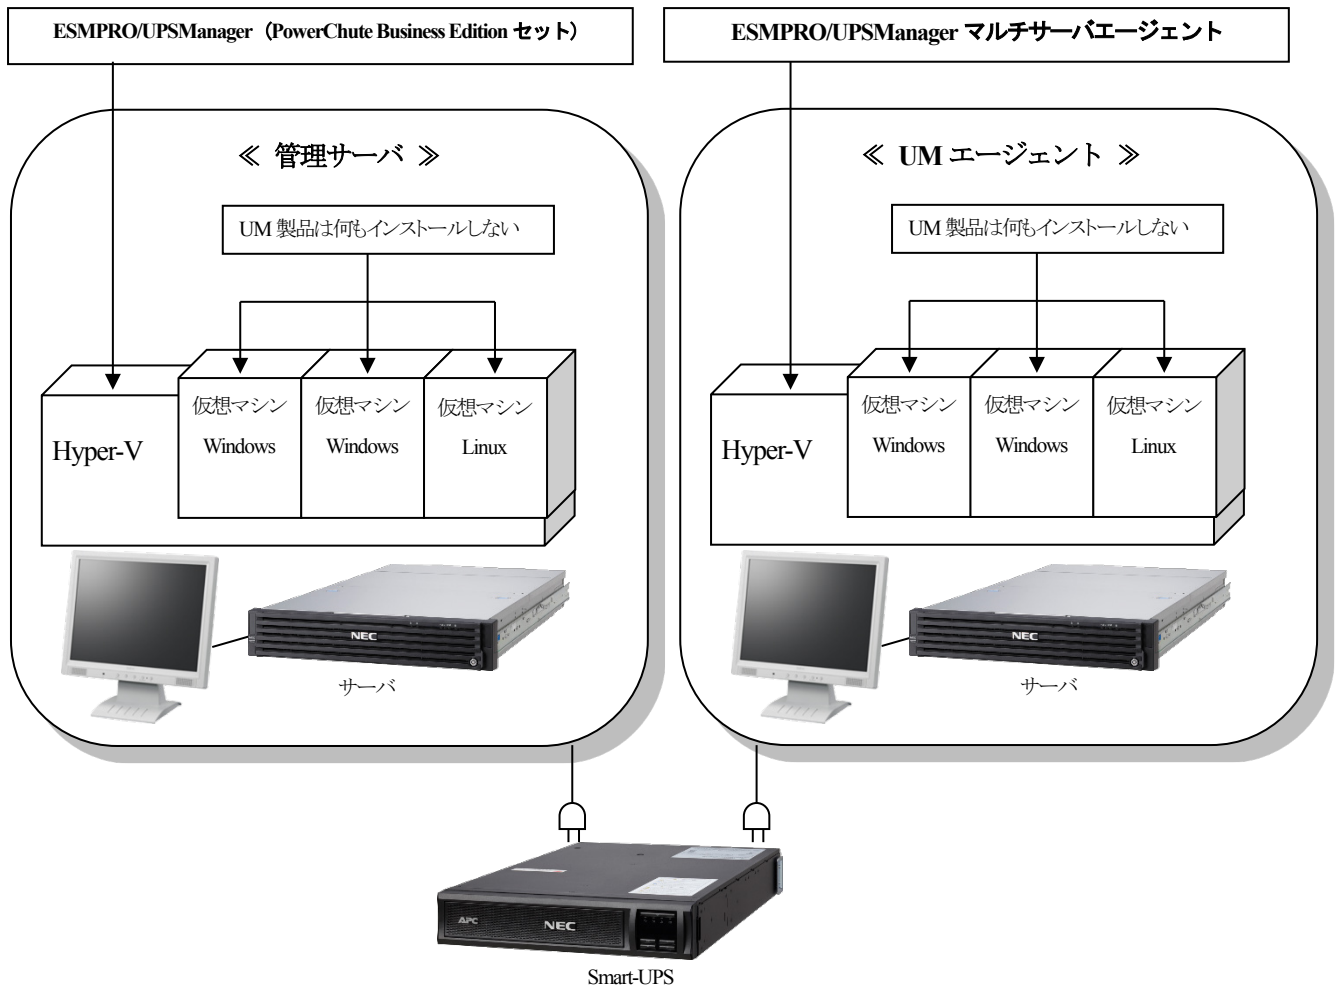 ESMPRO/UPSManager（PowerChute Business Edition セット）
ESMPRO/UPSManager マルチサーバエージェント
≪ 管理サーバ ≫
≪ UM エージェント ≫
UM 製品は何もインストールしない
UM 製品は何もインストールしない
Hyper-V
仮想マシン
Windows
仮想マシン
Windows
仮想マシン
Linux
Hyper-V
仮想マシン
Windows
仮想マシン
Windows
仮想マシン
Linux
NEC
サーバ
NEC
サーバ
APC
NEC
Smart-UPS